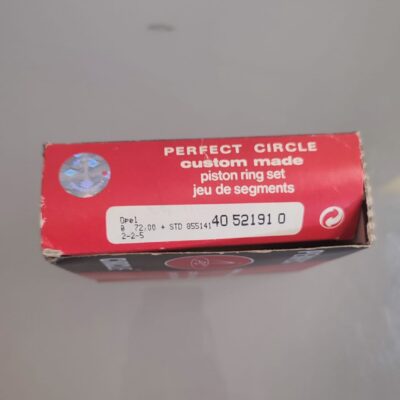 PERFECT CIRCLE
custom made
piston ring set
jeu de segments
Opel
ø 72.00 + STD 855141 40 52191 0
2-2-5